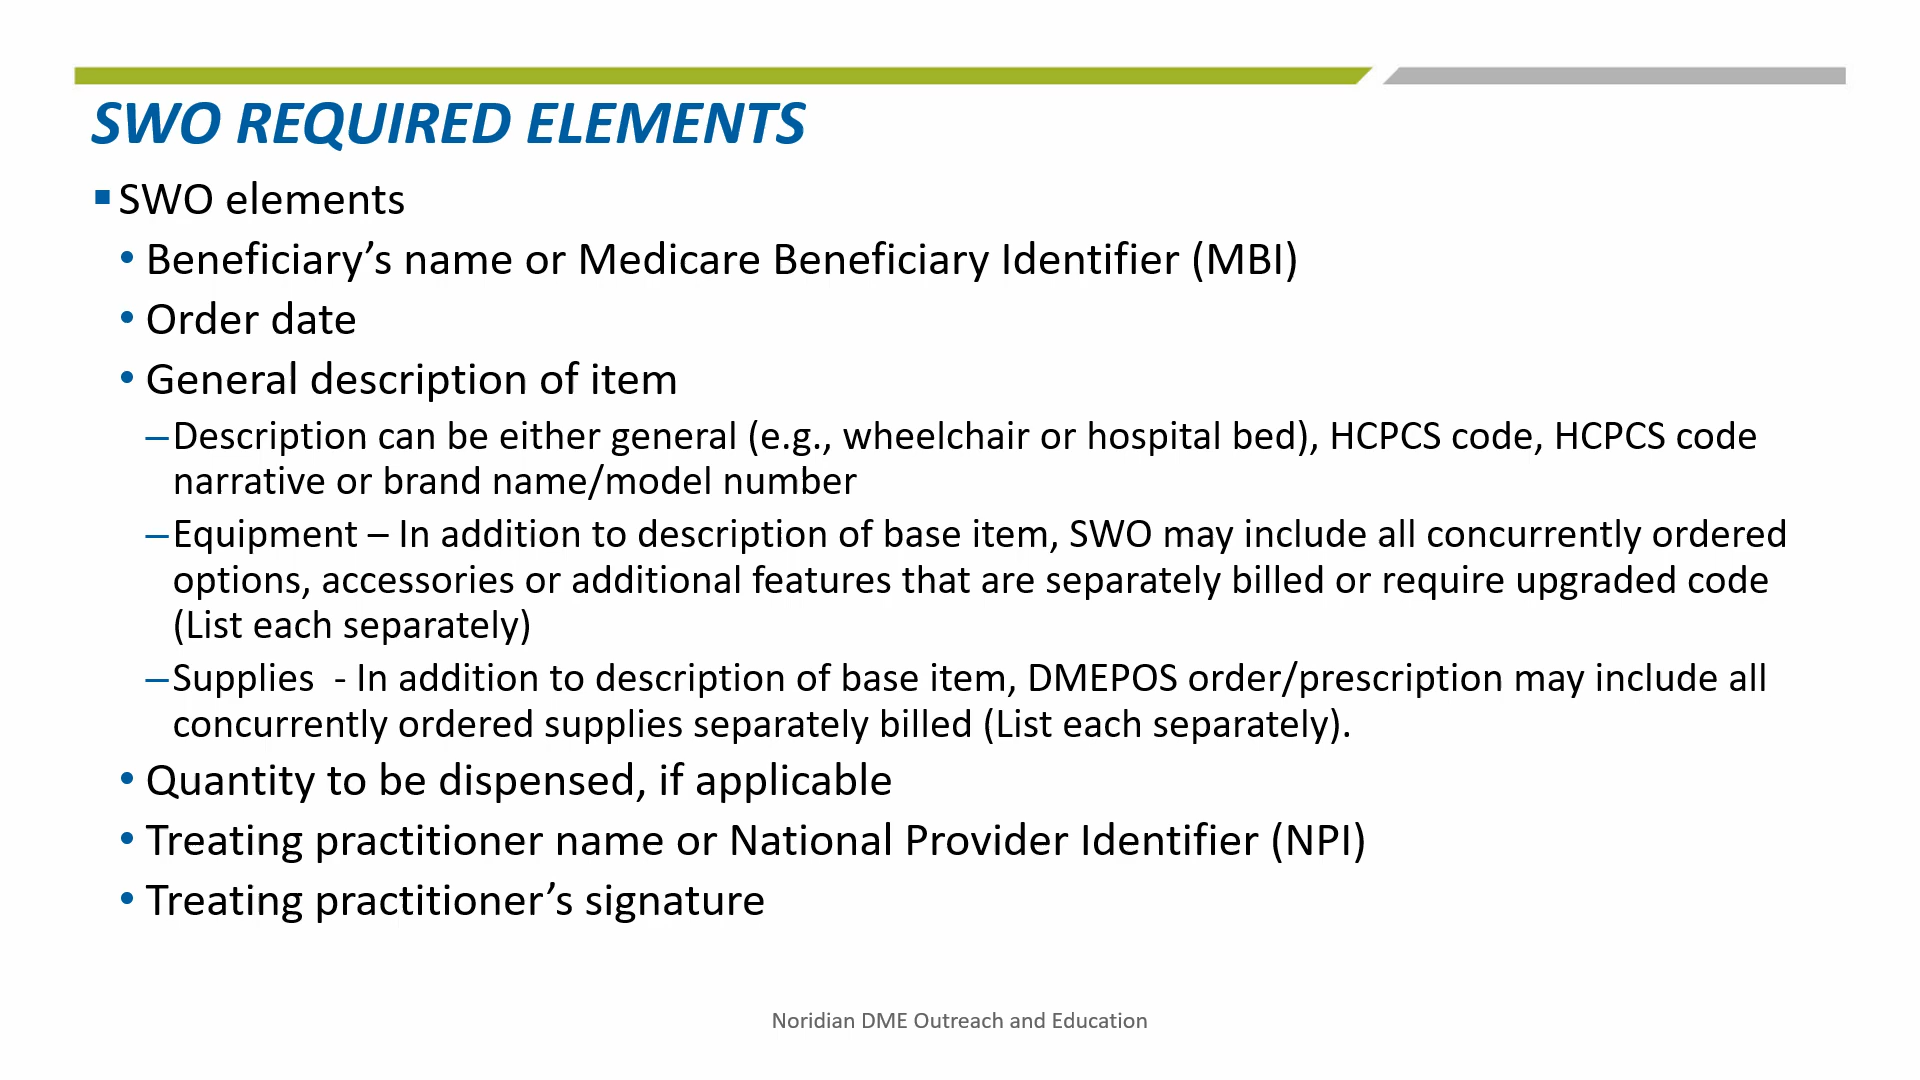 SWO REQUIRED ELEMENTS
▪ SWO elements
• Beneficiary’s name or Medicare Beneficiary Identifier (MBI)
• Order date
• General description of item
–Description can be either general (e.g., wheelchair or hospital bed), HCPCS code, HCPCS code
narrative or brand name/model number
–Equipment – In addition to description of base item, SWO may include all concurrently ordered
options, accessories or additional features that are separately billed or require upgraded code
(List each separately)
–Supplies  - In addition to description of base item, DMEPOS order/prescription may include all
concurrently ordered supplies separately billed (List each separately).
• Quantity to be dispensed, if applicable
• Treating practitioner name or National Provider Identifier (NPI)
• Treating practitioner’s signature
Noridian DME Outreach and Education